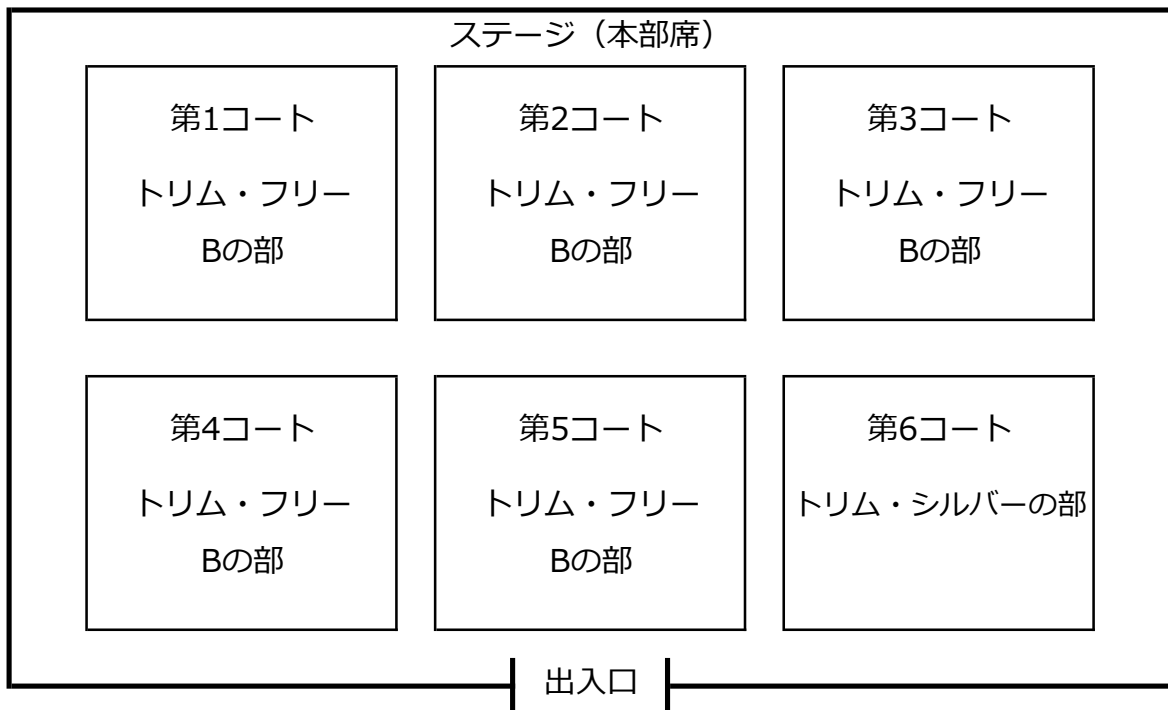 ステージ（本部席）
第1コート
トリム・フリー
Bの部
第2コート
トリム・フリー
Bの部
第3コート
トリム・フリー
Bの部
第4コート
トリム・フリー
Bの部
第5コート
トリム・フリー
Bの部
第6コート
トリム・シルバーの部
出入口